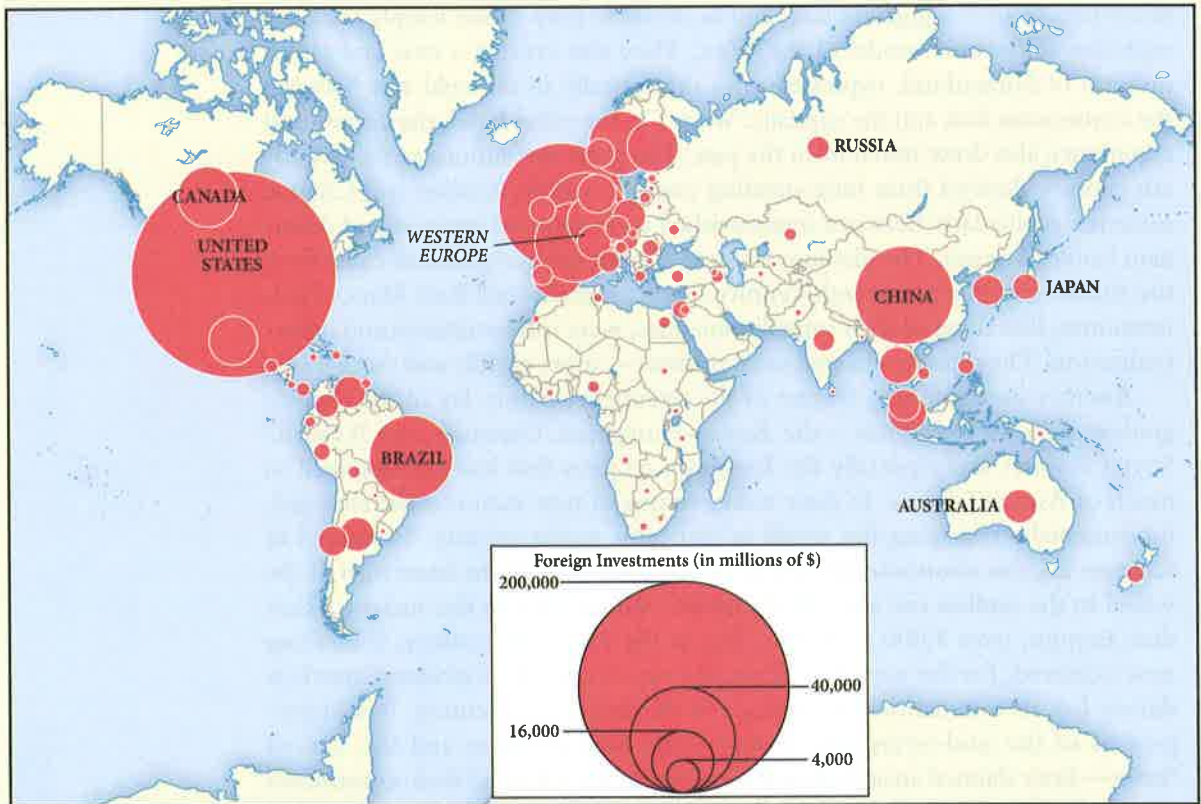 CANADA
UNITED
STATES
WESTERN
EUROPE
RUSSIA
CHINA
JAPAN
BRAZIL
AUSTRALIA
Foreign Investments (in millions of $)
200,000
40,000
16,000
4,000